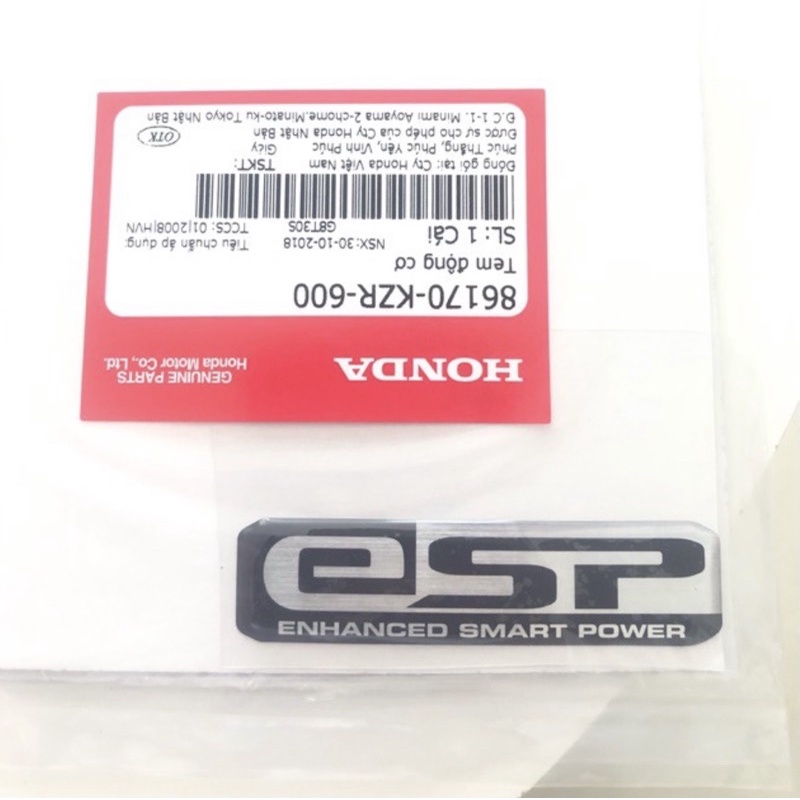 HONDA
GENUINE PARTS
Honda Motor Co., Ltd.
86170-KZR-600
Tem động cơ
SL: 1 Cái
NSX:30-10-2018
G8T30S
Tiêu chuẩn áp dụng:
TCCS: 01|2008|HVN
Đóng gói tại: Cty Honda Việt Nam
TSKT:
Phúc Thắng, Phúc Yên, Vĩnh Phúc
Giấy
Được sự cho phép của Cty Honda Nhật Bản
Đ.C 1-1. Minami Aoyama 2-chome.Minato-ku Tokyo Nhật Bản
OTK
eSP
ENHANCED SMART POWER